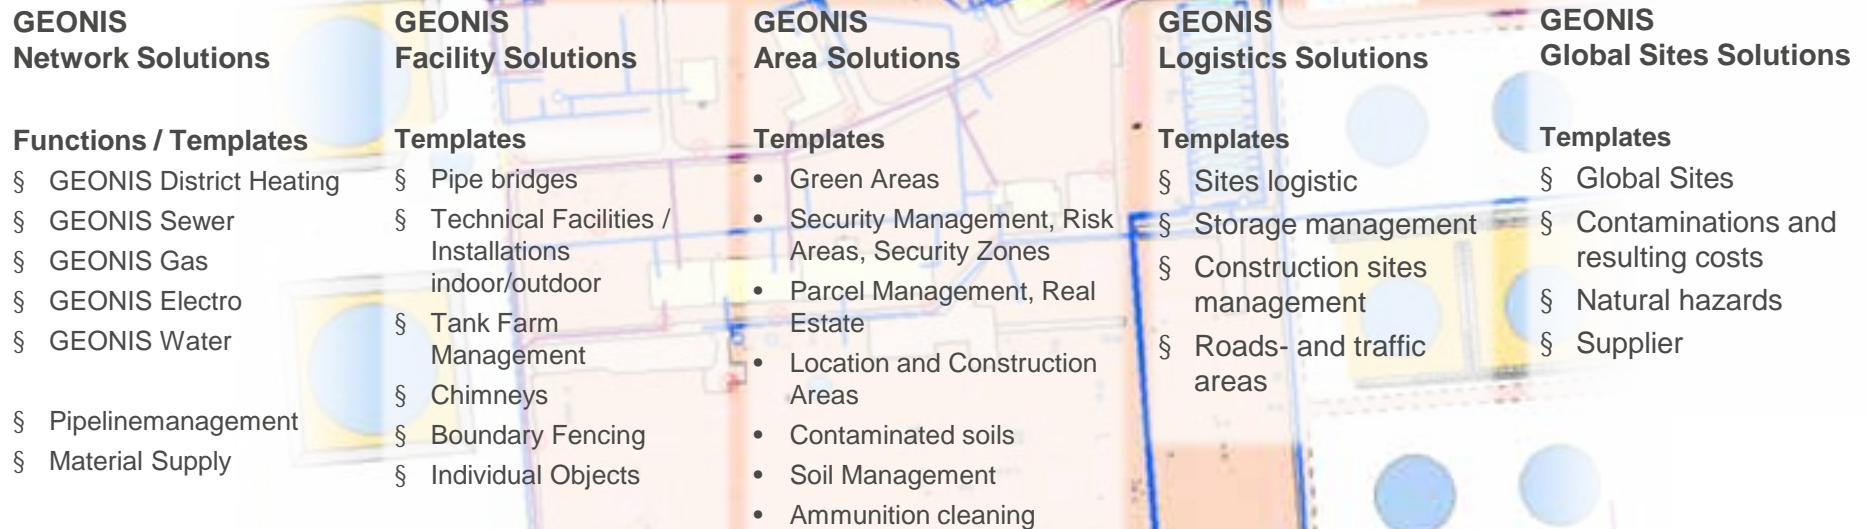 GEONIS
Network Solutions
Functions / Templates
§ GEONIS District Heating
§ GEONIS Sewer
§ GEONIS Gas
§ GEONIS Electro
§ GEONIS Water
§ Pipelinemanagement
§ Material Supply
GEONIS
Facility Solutions
Templates
§ Pipe bridges
§ Technical Facilities /
Installations
indoor/outdoor
§ Tank Farm
Management
§ Chimneys
§ Boundary Fencing
§ Individual Objects
GEONIS
Area Solutions
Templates
• Green Areas
• Security Management, Risk
Areas, Security Zones
• Parcel Management, Real
Estate
• Location and Construction
Areas
• Contaminated soils
• Soil Management
• Ammunition cleaning
GEONIS
Logistics Solutions
Templates
§ Sites logistic
§ Storage management
§ Construction sites
management
§ Roads- and traffic
areas
GEONIS
Global Sites Solutions
Templates
§ Global Sites
§ Contaminations and
resulting costs
§ Natural hazards
§ Supplier